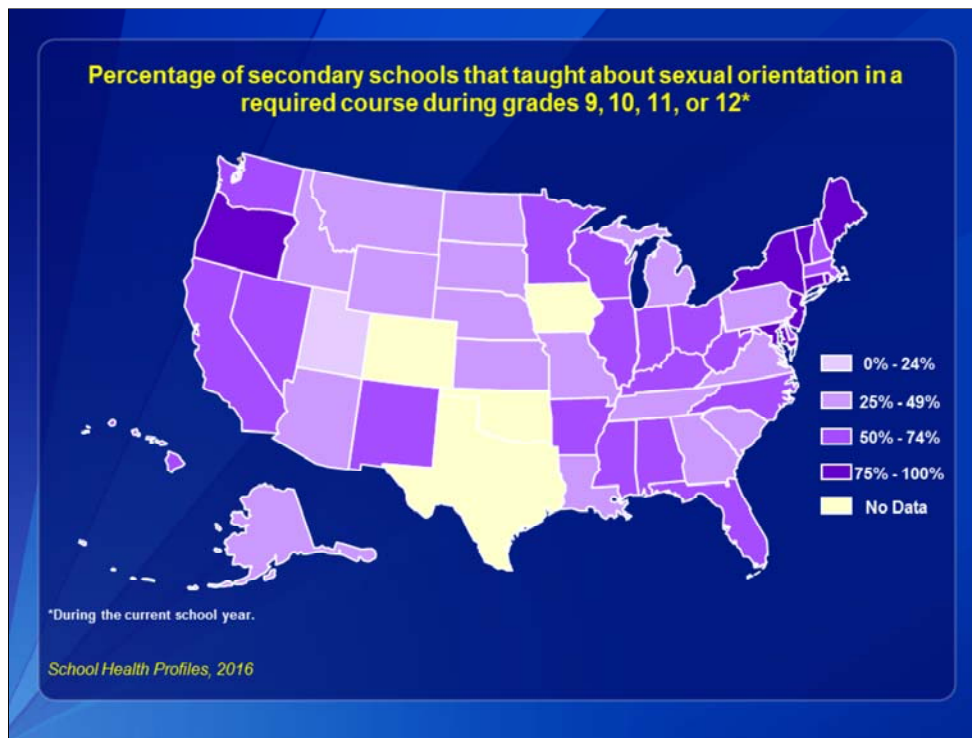 Percentage of secondary schools that taught about sexual orientation in a
required course during grades 9, 10, 11, or 12*
0% - 24%
25% - 49%
50% - 74%
75% - 100%
No Data
*During the current school year.
School Health Profiles, 2016